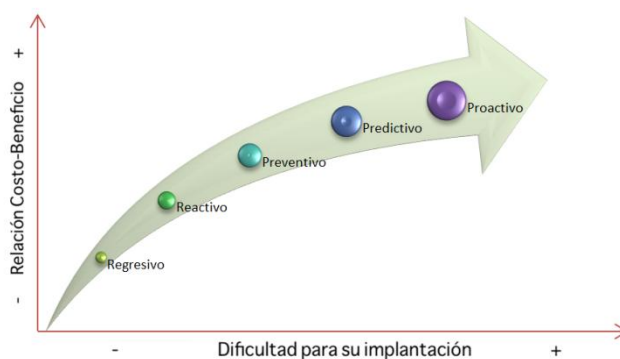 +
Relación Costo-Beneficio
-
Proactivo
Predictivo
Preventivo
Reactivo
Regresivo
-
Dificultad para su implantación
+